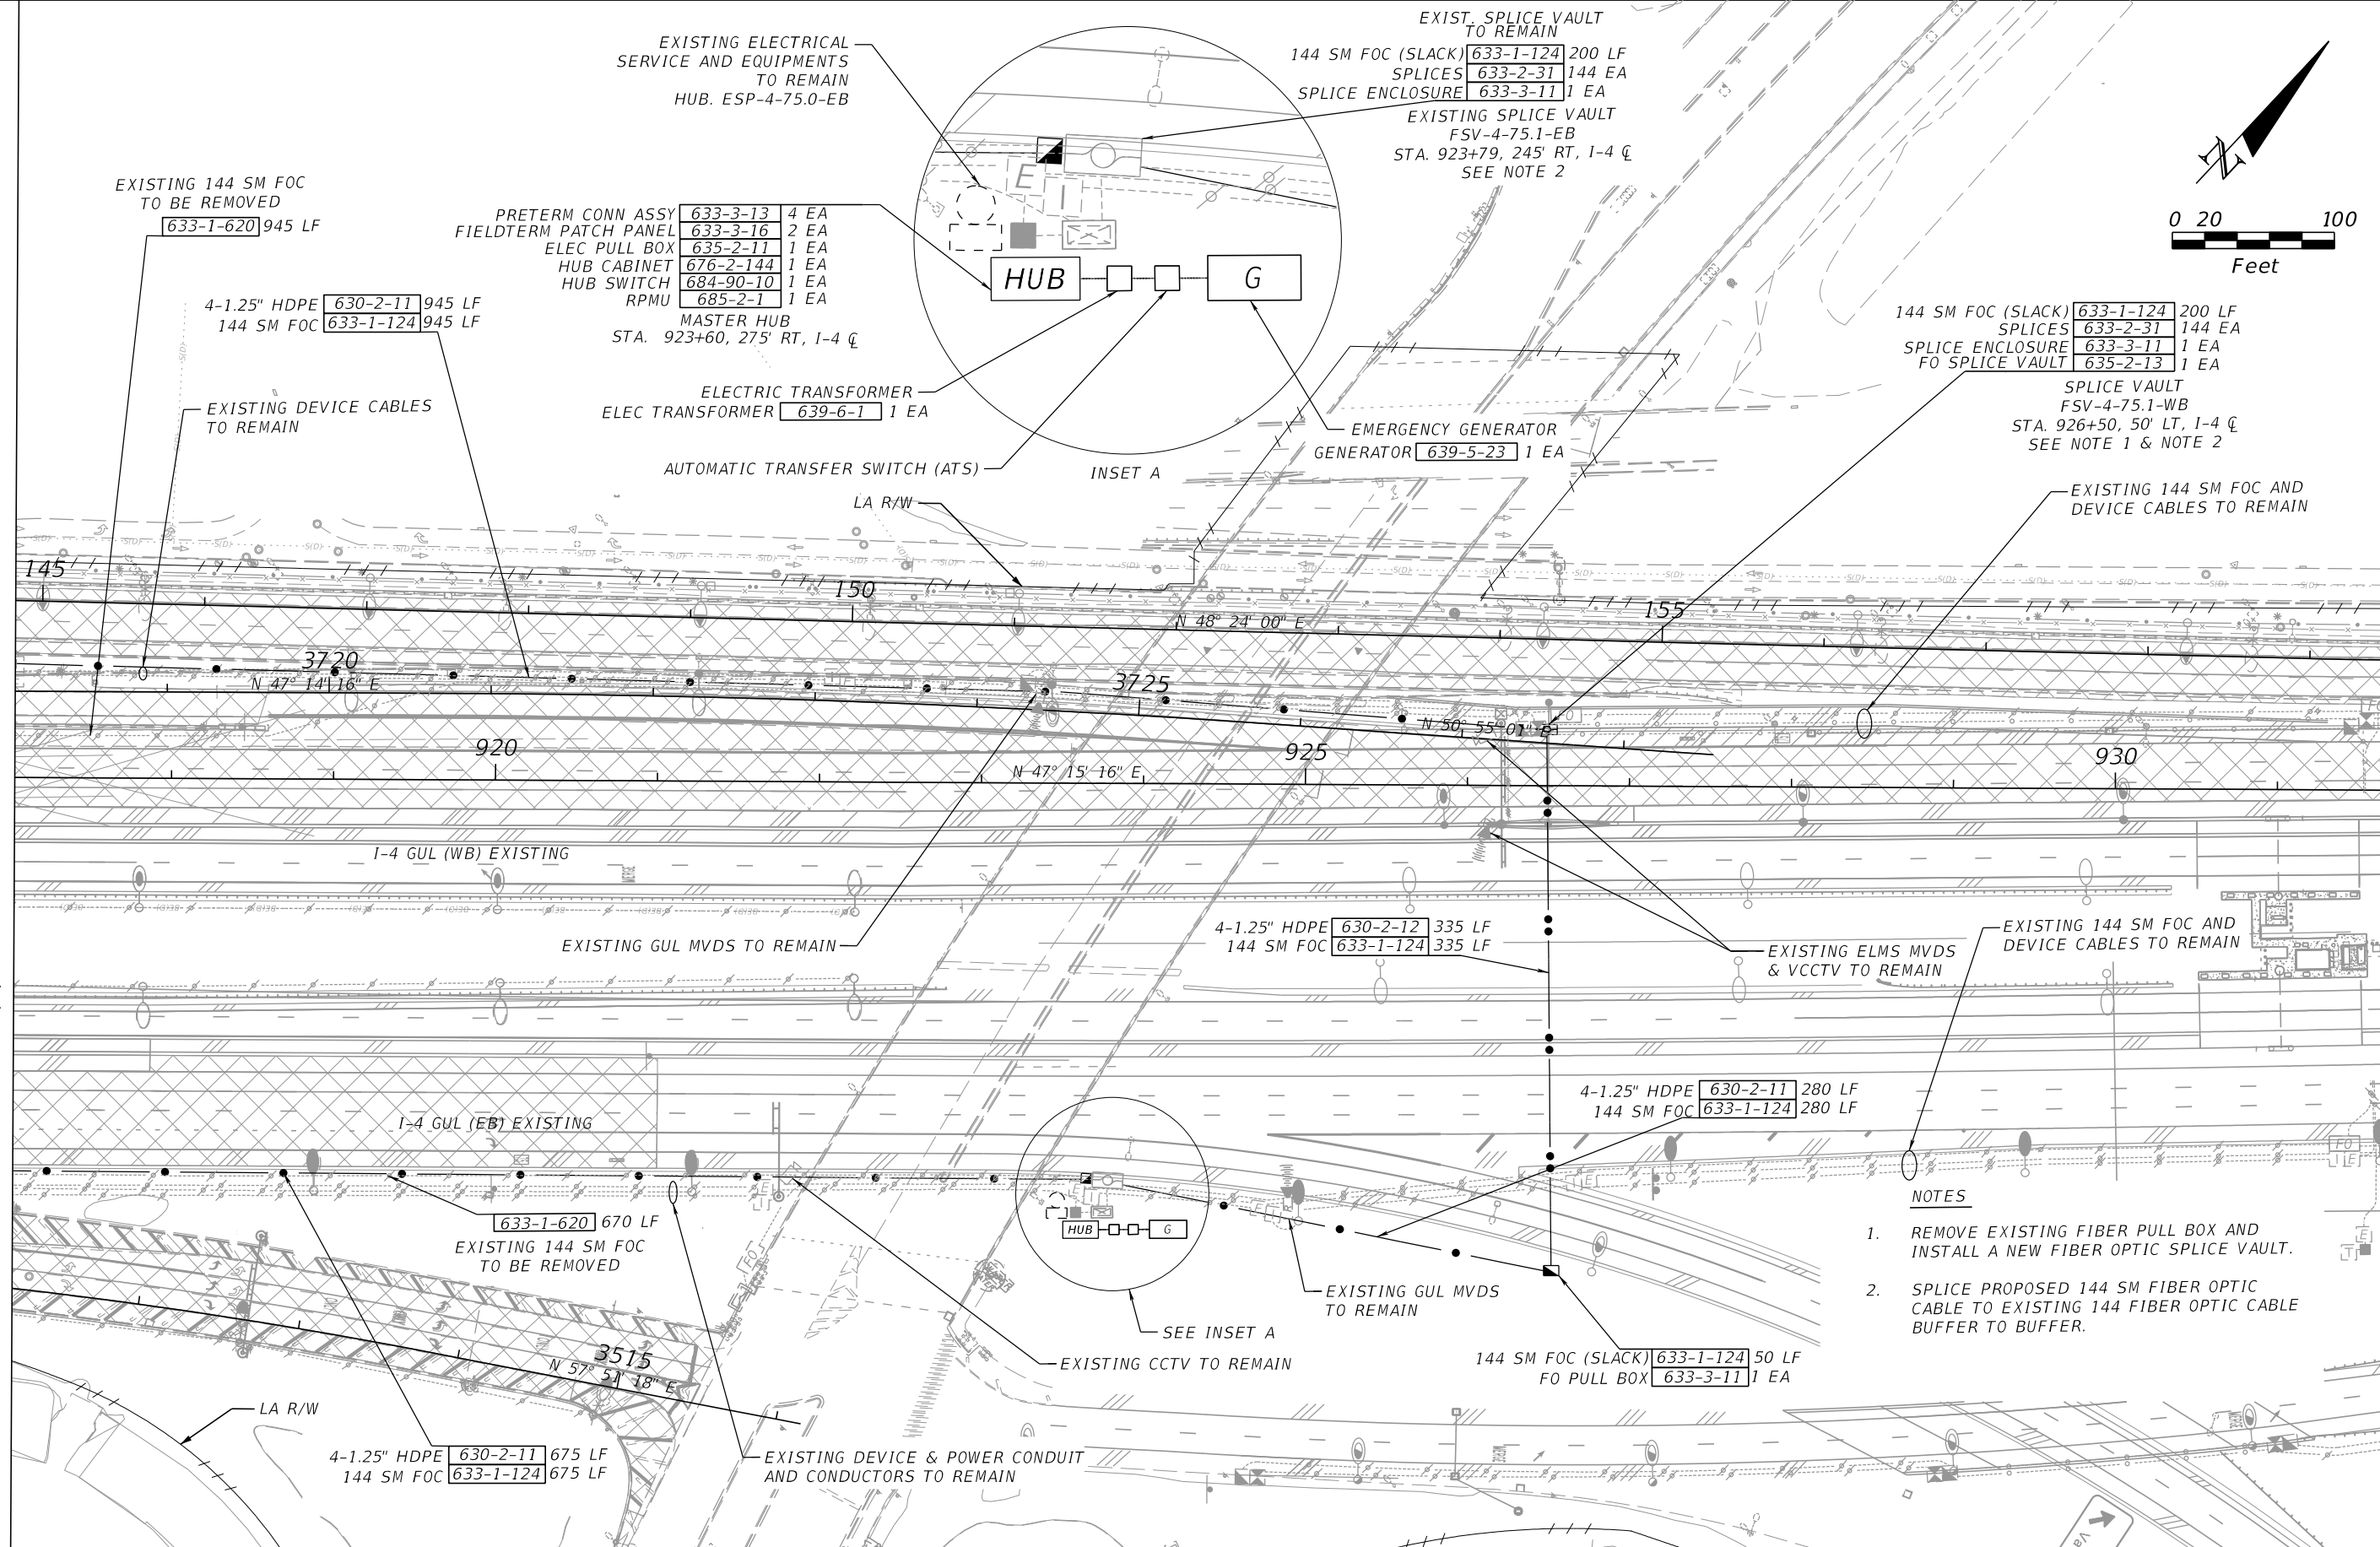 EXISTING ELECTRICAL
SERVICE AND EQUIPMENTS
TO REMAIN
HUB. ESP-4-75.0-EB
EXIST. SPLICE VAULT
TO REMAIN
144 SM FOC (SLACK) 633-1-124 200 LF
SPLICES 633-2-31 144 EA
SPLICE ENCLOSURE 633-3-11 1 EA
EXISTING SPLICE VAULT
FSV-4-75.1-EB
STA. 923+79, 245' RT, I-4 ℄
SEE NOTE 2
N
0 20 100
Feet
EXISTING 144 SM FOC
TO BE REMOVED
633-1-620 945 LF
PRETERM CONN ASSY 633-3-13 4 EA
FIELDTERM PATCH PANEL 633-3-16 2 EA
ELEC PULL BOX 635-2-11 1 EA
HUB CABINET 676-2-144 1 EA
HUB SWITCH 684-90-10 1 EA
RPMU 685-2-1 1 EA
MASTER HUB
STA. 923+60, 275' RT, I-4 ℄
E
I
HUB
G
4-1.25" HDPE 630-2-11 945 LF
144 SM FOC 633-1-124 945 LF
144 SM FOC (SLACK) 633-1-124 200 LF
SPLICES 633-2-31 144 EA
SPLICE ENCLOSURE 633-3-11 1 EA
FO SPLICE VAULT 635-2-13 1 EA
SPLICE VAULT
FSV-4-75.1-WB
STA. 926+50, 50' LT, I-4 ℄
SEE NOTE 1 & NOTE 2
EXISTING DEVICE CABLES
TO REMAIN
ELECTRIC TRANSFORMER
ELEC TRANSFORMER 639-6-1 1 EA
EMERGENCY GENERATOR
GENERATOR 639-5-23 1 EA
AUTOMATIC TRANSFER SWITCH (ATS)
INSET A
LA R/W
EXISTING 144 SM FOC AND
DEVICE CABLES TO REMAIN
145
150
155
N 48° 24' 00" E
3720
N 47° 14' 16" E
3725
N 50° 55' 01" E
920
925
930
N 47° 15' 16" E
I-4 GUL (WB) EXISTING
EXISTING GUL MVDS TO REMAIN
4-1.25" HDPE 630-2-12 335 LF
144 SM FOC 633-1-124 335 LF
EXISTING ELMS MVDS
& VCCTV TO REMAIN
EXISTING 144 SM FOC AND
DEVICE CABLES TO REMAIN
4-1.25" HDPE 630-2-11 280 LF
144 SM FOC 633-1-124 280 LF
I-4 GUL (EB) EXISTING
633-1-620 670 LF
EXISTING 144 SM FOC
TO BE REMOVED
HUB
G
EXISTING GUL MVDS
TO REMAIN
SEE INSET A
EXISTING CCTV TO REMAIN
NOTES
1. REMOVE EXISTING FIBER PULL BOX AND
INSTALL A NEW FIBER OPTIC SPLICE VAULT.
2. SPLICE PROPOSED 144 SM FIBER OPTIC
CABLE TO EXISTING 144 FIBER OPTIC CABLE
BUFFER TO BUFFER.
144 SM FOC (SLACK) 633-1-124 50 LF
FO PULL BOX 633-3-11 1 EA
3515
N 57° 51' 18" E
LA R/W
4-1.25" HDPE 630-2-11 675 LF
144 SM FOC 633-1-124 675 LF
EXISTING DEVICE & POWER CONDUIT
AND CONDUCTORS TO REMAIN